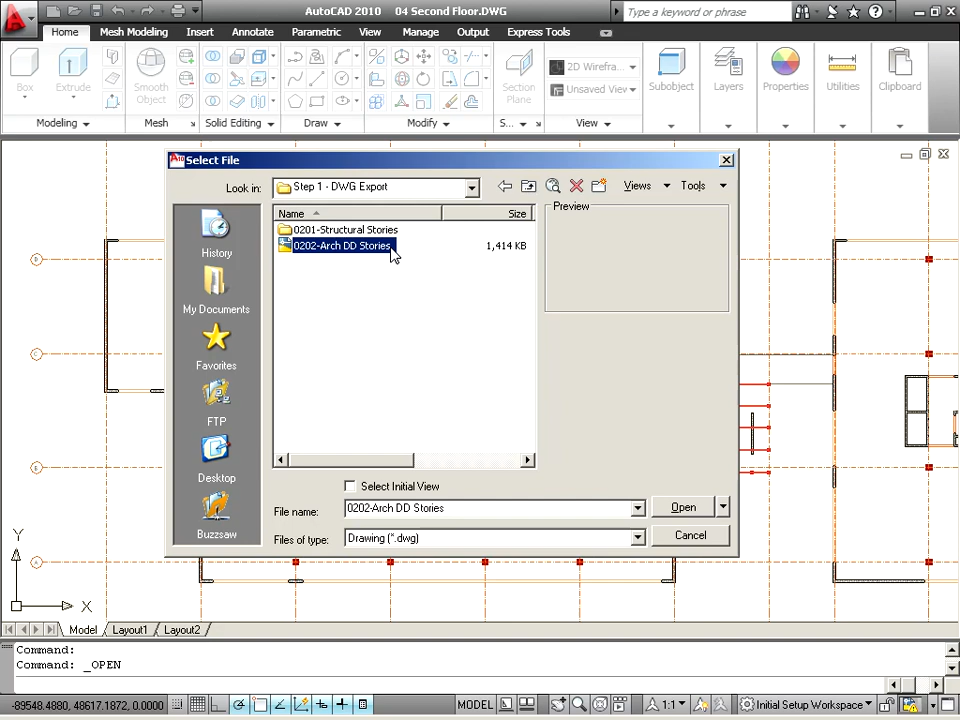 AutoCAD 2010 04 Second Floor.DWG
Type a keyword or phrase
Home Mesh Modeling Insert Annotate Parametric View Manage Output Express Tools
2D Wirefra...
Unsaved View
Box Extrude Smooth Object Section Plane Subobject Layers Properties Utilities Clipboard
Modeling Mesh Solid Editing Draw Modify S... View
Select File
Look in: Step 1 - DWG Export Views Tools
Name Size Preview
0201-Structural Stories
0202-Arch DD Stories 1,414 KB
History
My Documents
Favorites
FTP
Desktop
Buzzsaw
Select Initial View
File name: 0202-Arch DD Stories Open
Files of type: Drawing (*.dwg) Cancel
D
C
B
A
Y
X
Model Layout1 Layout2
Command:
Command: _OPEN
-89548.4880, 48617.1872, 0.0000 MODEL 1:1 Initial Setup Workspace